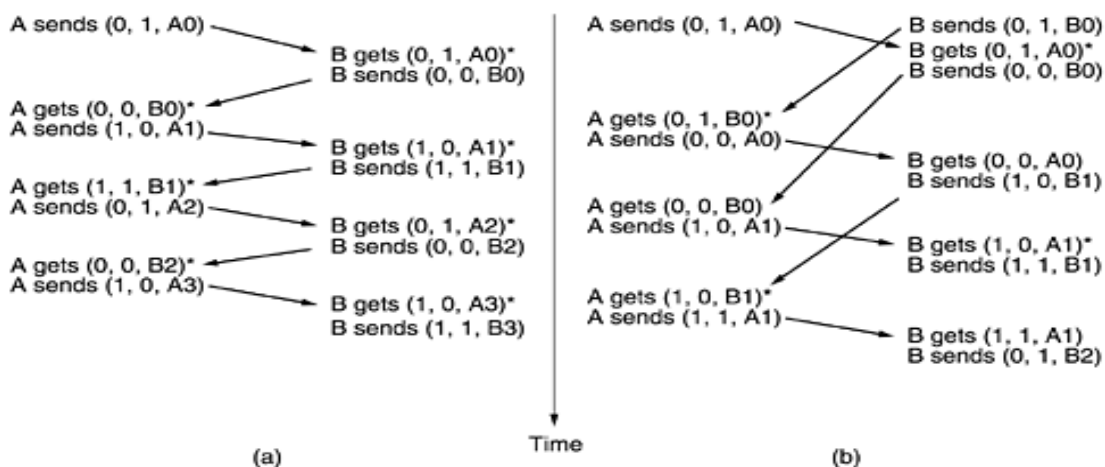 A sends (0, 1, A0)
B gets (0, 1, A0)*
B sends (0, 0, B0)
A gets (0, 0, B0)*
A sends (1, 0, A1)
B gets (1, 0, A1)*
B sends (1, 1, B1)
A gets (1, 1, B1)*
A sends (0, 1, A2)
B gets (0, 1, A2)*
B sends (0, 0, B2)
A gets (0, 0, B2)*
A sends (1, 0, A3)
B gets (1, 0, A3)*
B sends (1, 1, B3)
(a)
Time
A sends (0, 1, A0)
B sends (0, 1, B0)
B gets (0, 1, A0)*
B sends (0, 0, B0)
A gets (0, 1, B0)*
A sends (0, 0, A0)
B gets (0, 0, A0)
B sends (1, 0, B1)
A gets (0, 0, B0)
A sends (1, 0, A1)
B gets (1, 0, A1)*
B sends (1, 1, B1)
A gets (1, 0, B1)*
A sends (1, 1, A1)
B gets (1, 1, A1)
B sends (0, 1, B2)
(b)